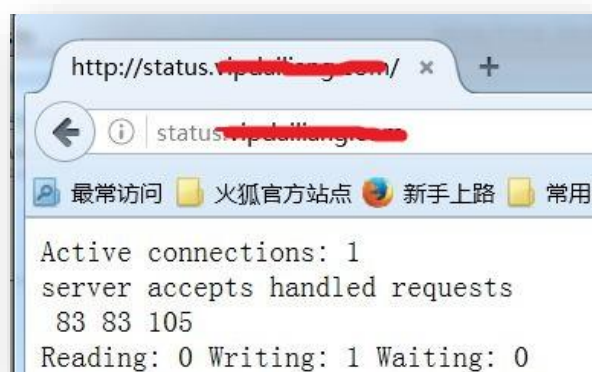 http://status.
status
最常访问 火狐官方站点 新手上路 常用
Active connections: 1
server accepts handled requests
83 83 105
Reading: 0 Writing: 1 Waiting: 0